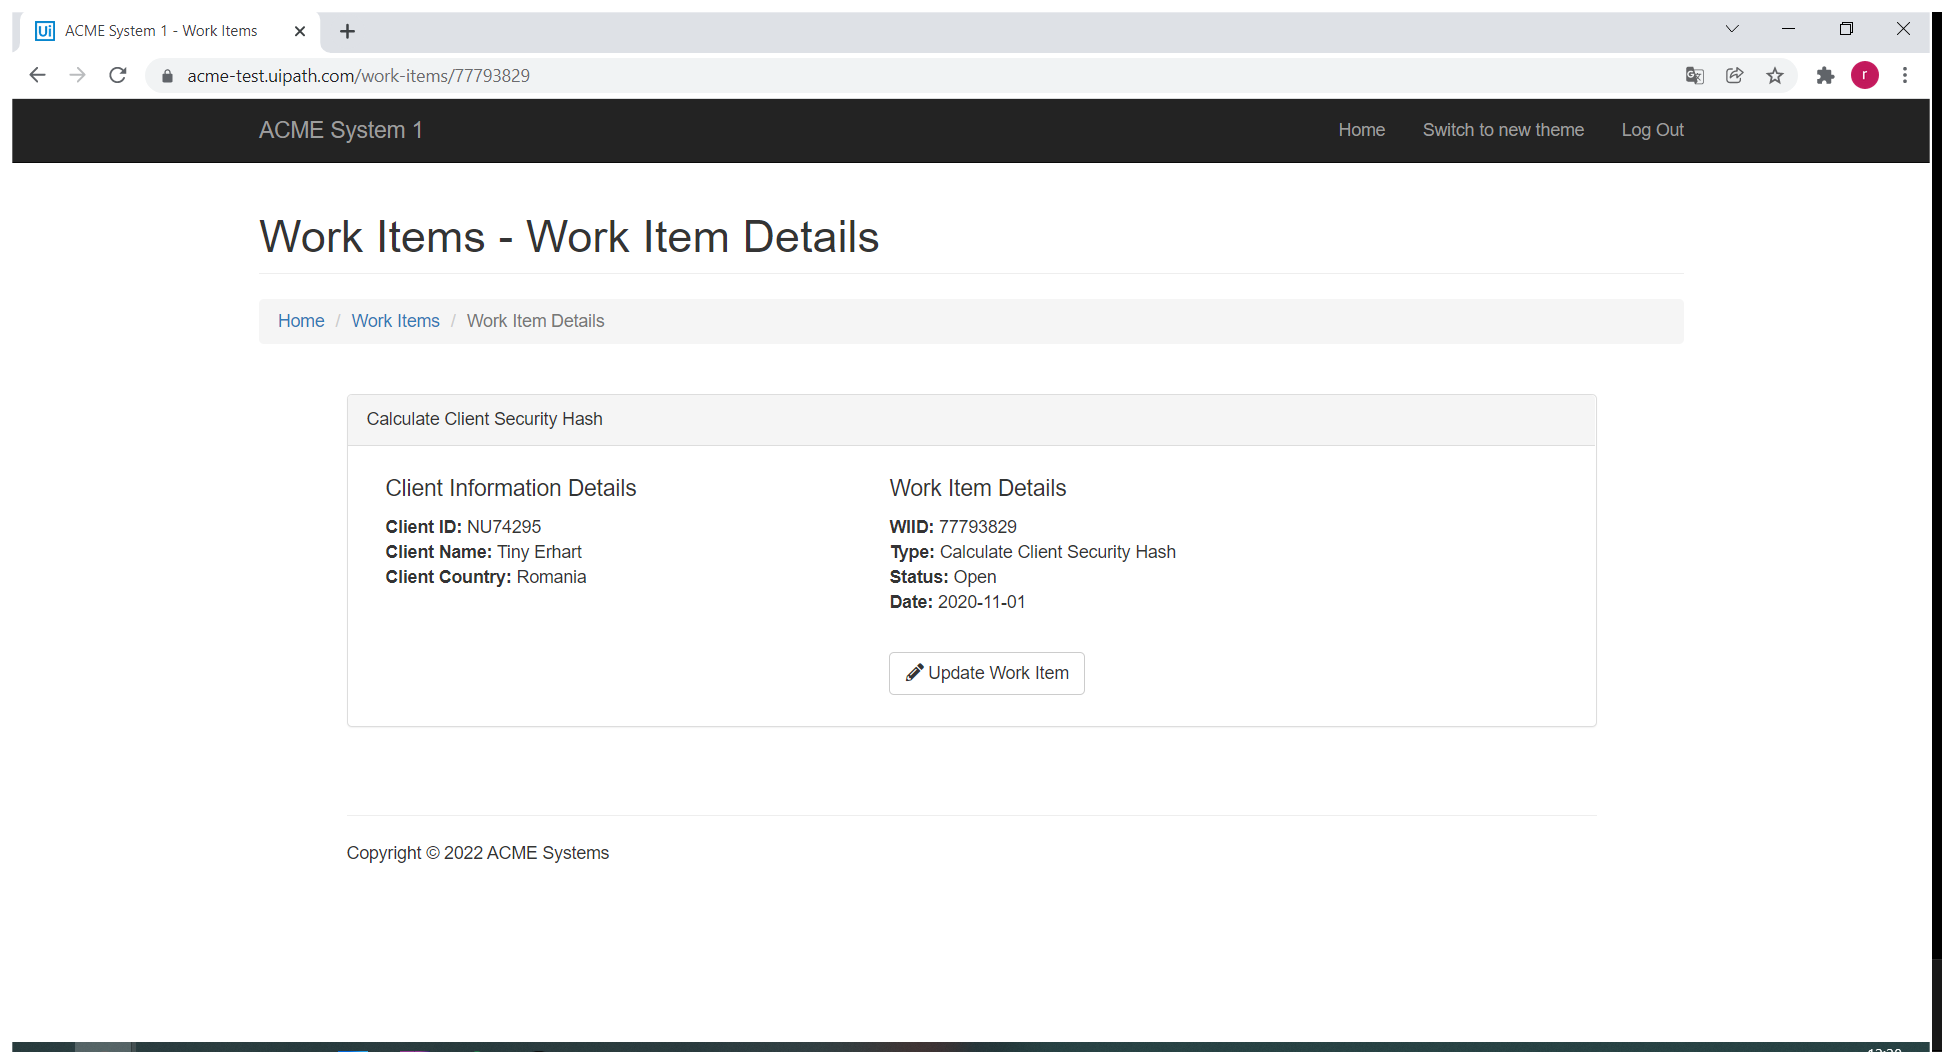 Ui ACME System 1 - Work Items
acme-test.uipath.com/work-items/77793829
r
ACME System 1
Home Switch to new theme Log Out
Work Items - Work Item Details
Home / Work Items / Work Item Details
Calculate Client Security Hash
Client Information Details
Client ID: NU74295
Client Name: Tiny Erhart
Client Country: Romania
Work Item Details
WIID: 77793829
Type: Calculate Client Security Hash
Status: Open
Date: 2020-11-01
Update Work Item
Copyright © 2022 ACME Systems